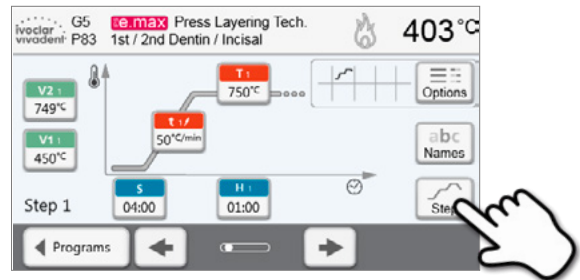 ivoclar vivadent
G5
P83
IPS e.max Press Layering Tech.
1st / 2nd Dentin / Incisal
403°C
V2 1
749°C
V1 1
450°C
T 1
750°C
t 1
50°C/min
S
04:00
H 1
01:00
Step 1
Options
abc
Names
Step
Programs